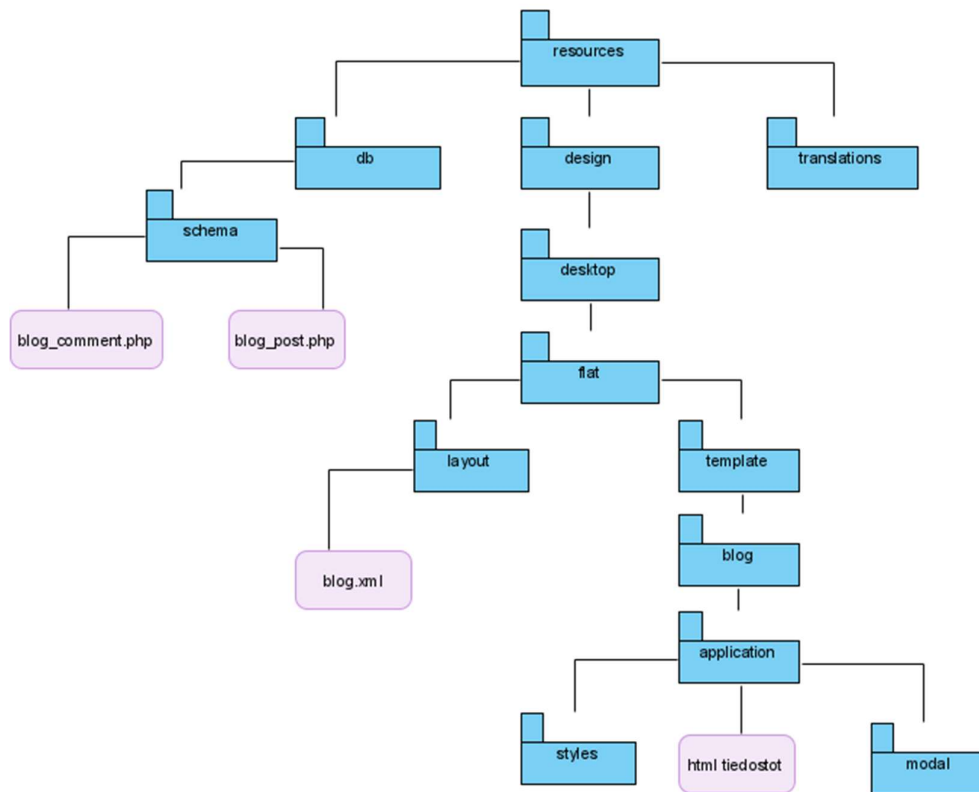 resources
db
design
translations
schema
desktop
blog_comment.php
blog_post.php
flat
layout
template
blog
blog.xml
application
styles
html tiedostot
modal